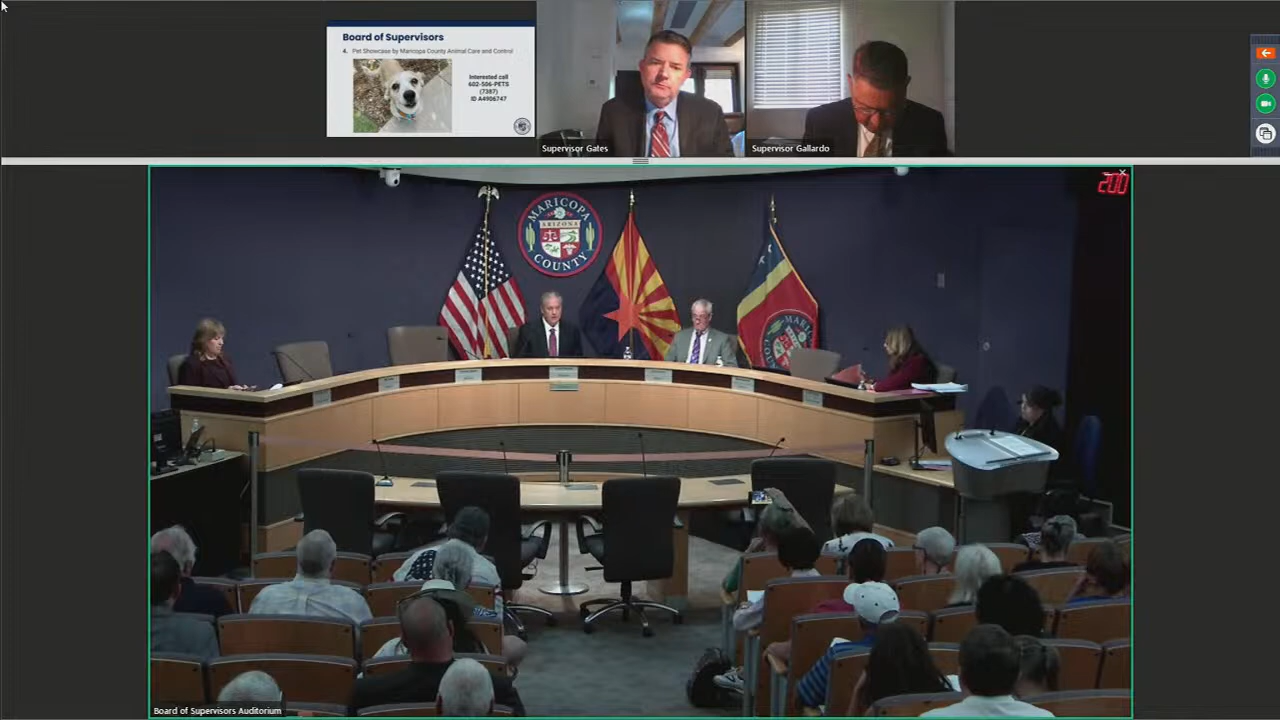 Board of Supervisors
4. Pet Showcase by Maricopa County Animal Care and Control
Interested call
602-506-PETS
(7387)
ID A4906747
Supervisor Gates
Supervisor Gallardo
200
MARICOPA
ARIZONA
COUNTY
Board of Supervisors Auditorium